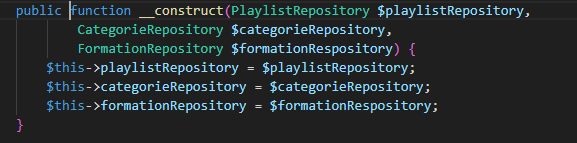 public function __construct(PlaylistRepository $playlistRepository,
        CategorieRepository $categorieRepository,
        FormationRepository $formationRespository) {
    $this->playlistRepository = $playlistRepository;
    $this->categorieRepository = $categorieRepository;
    $this->formationRepository = $formationRespository;
}